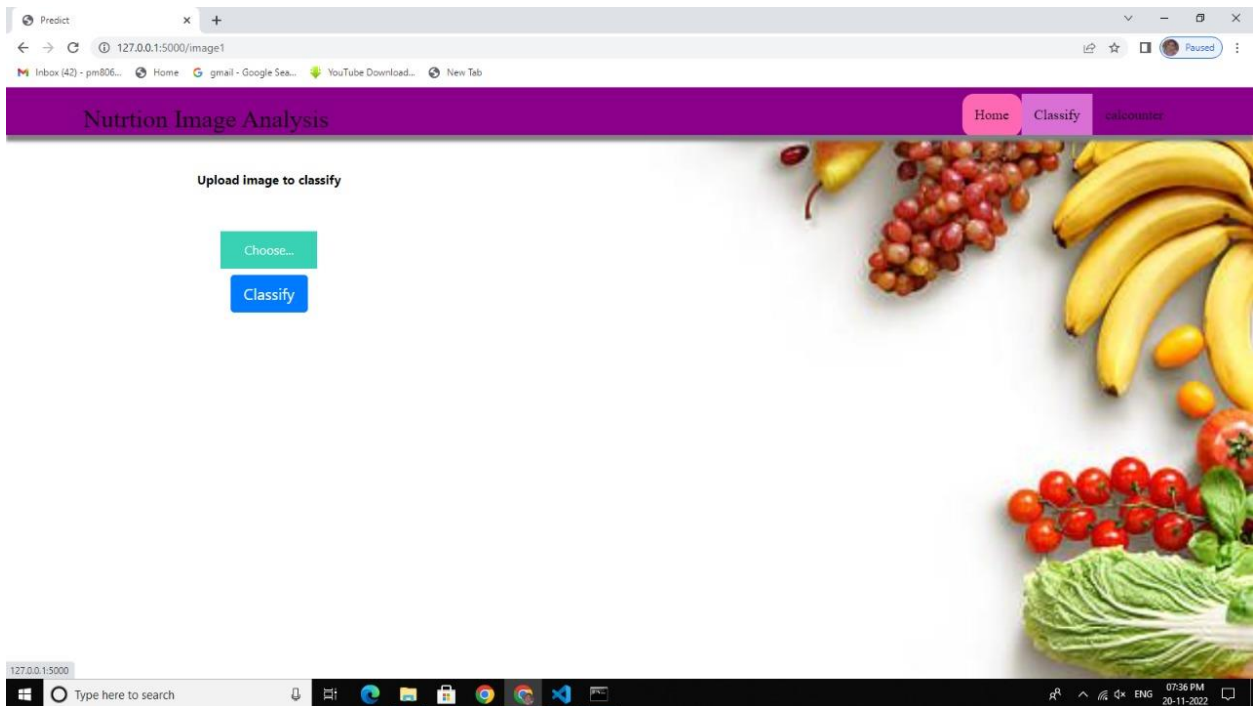 Predict
127.0.0.1:5000/image1
Paused
Inbox (42) - pm806... Home gmail - Google Sea... YouTube Download... New Tab
Nutrtion Image Analysis
Home Classify calcounter
Upload image to classify
Choose...
Classify
127.0.0.1:5000
Type here to search
ENG
07:36 PM
20-11-2022